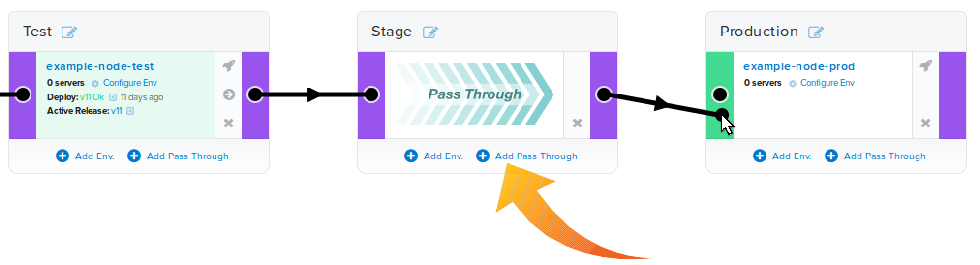 Test
example-node-test
0 servers Configure Env
Deploy: v11 Ok 11 days ago
Active Release: v11
Add Env. Add Pass Through
Stage
Pass Through
Add Env. Add Pass Through
Production
example-node-prod
0 servers Configure Env
Add Env. Add Pass Through